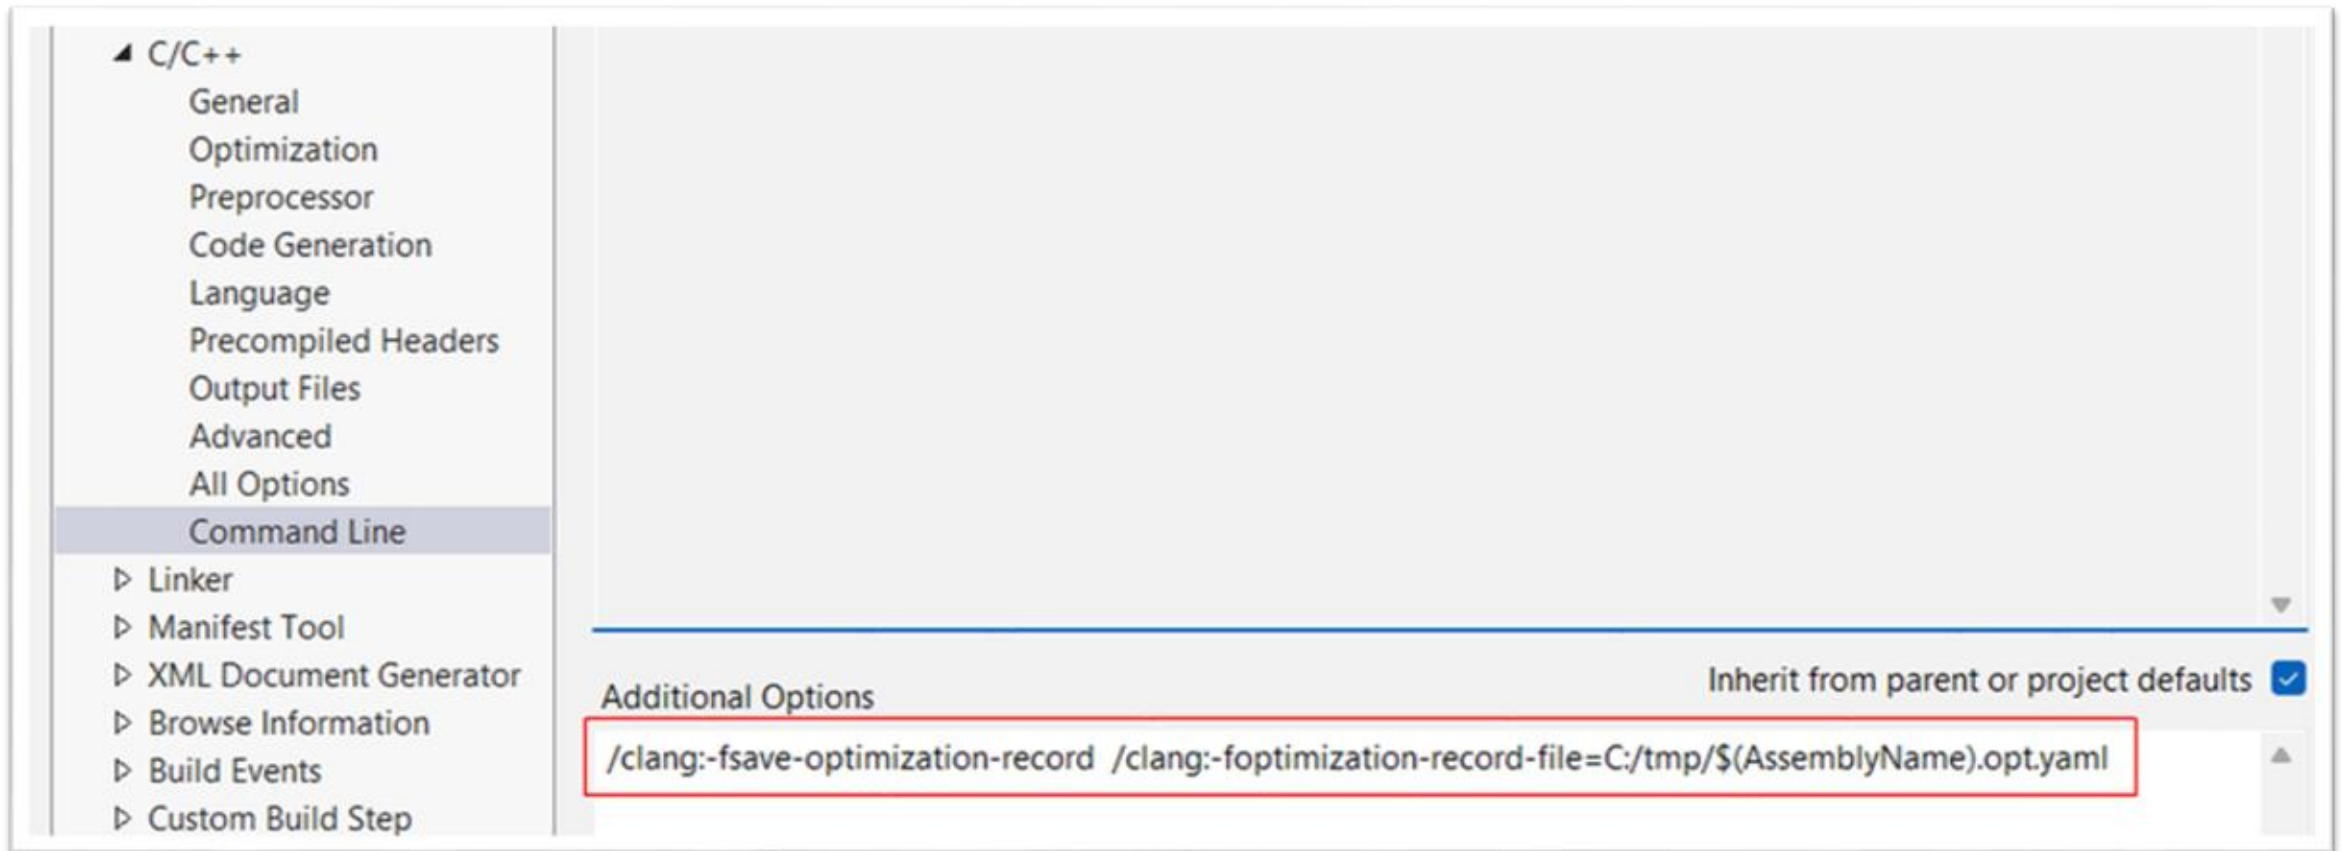 C/C++
General
Optimization
Preprocessor
Code Generation
Language
Precompiled Headers
Output Files
Advanced
All Options
Command Line
Linker
Manifest Tool
XML Document Generator
Browse Information
Build Events
Custom Build Step
Inherit from parent or project defaults
Additional Options
/clang:-fsave-optimization-record /clang:-foptimization-record-file=C:/tmp/$(AssemblyName).opt.yaml